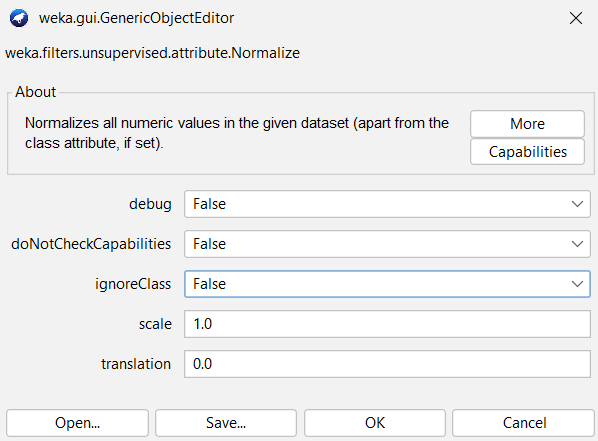 weka.gui.GenericObjectEditor
weka.filters.unsupervised.attribute.Normalize
About
Normalizes all numeric values in the given dataset (apart from the
class attribute, if set).
More
Capabilities
debug False
doNotCheckCapabilities False
ignoreClass False
scale 1.0
translation 0.0
Open... Save... OK Cancel